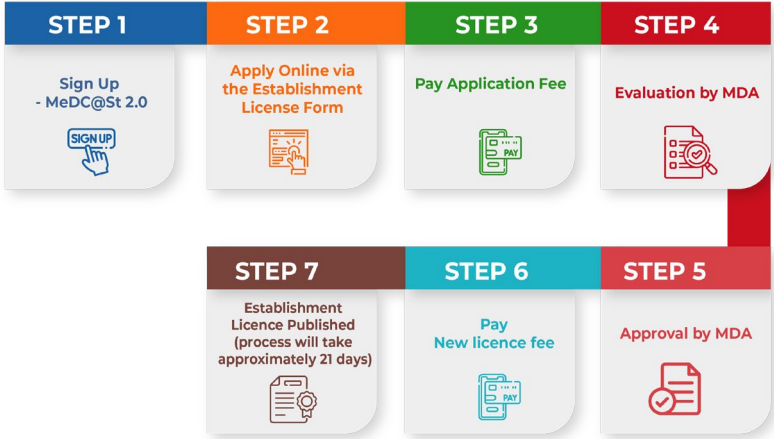 STEP 1
STEP 2
STEP 3
STEP 4
Sign Up
- MeDC@St 2.0
SIGN UP
Apply Online via
the Establishment
License Form
Pay Application Fee
PAY
Evaluation by MDA
STEP 7
STEP 6
STEP 5
Establishment
Licence Published
(process will take
approximately 21 days)
Pay
New licence fee
PAY
Approval by MDA